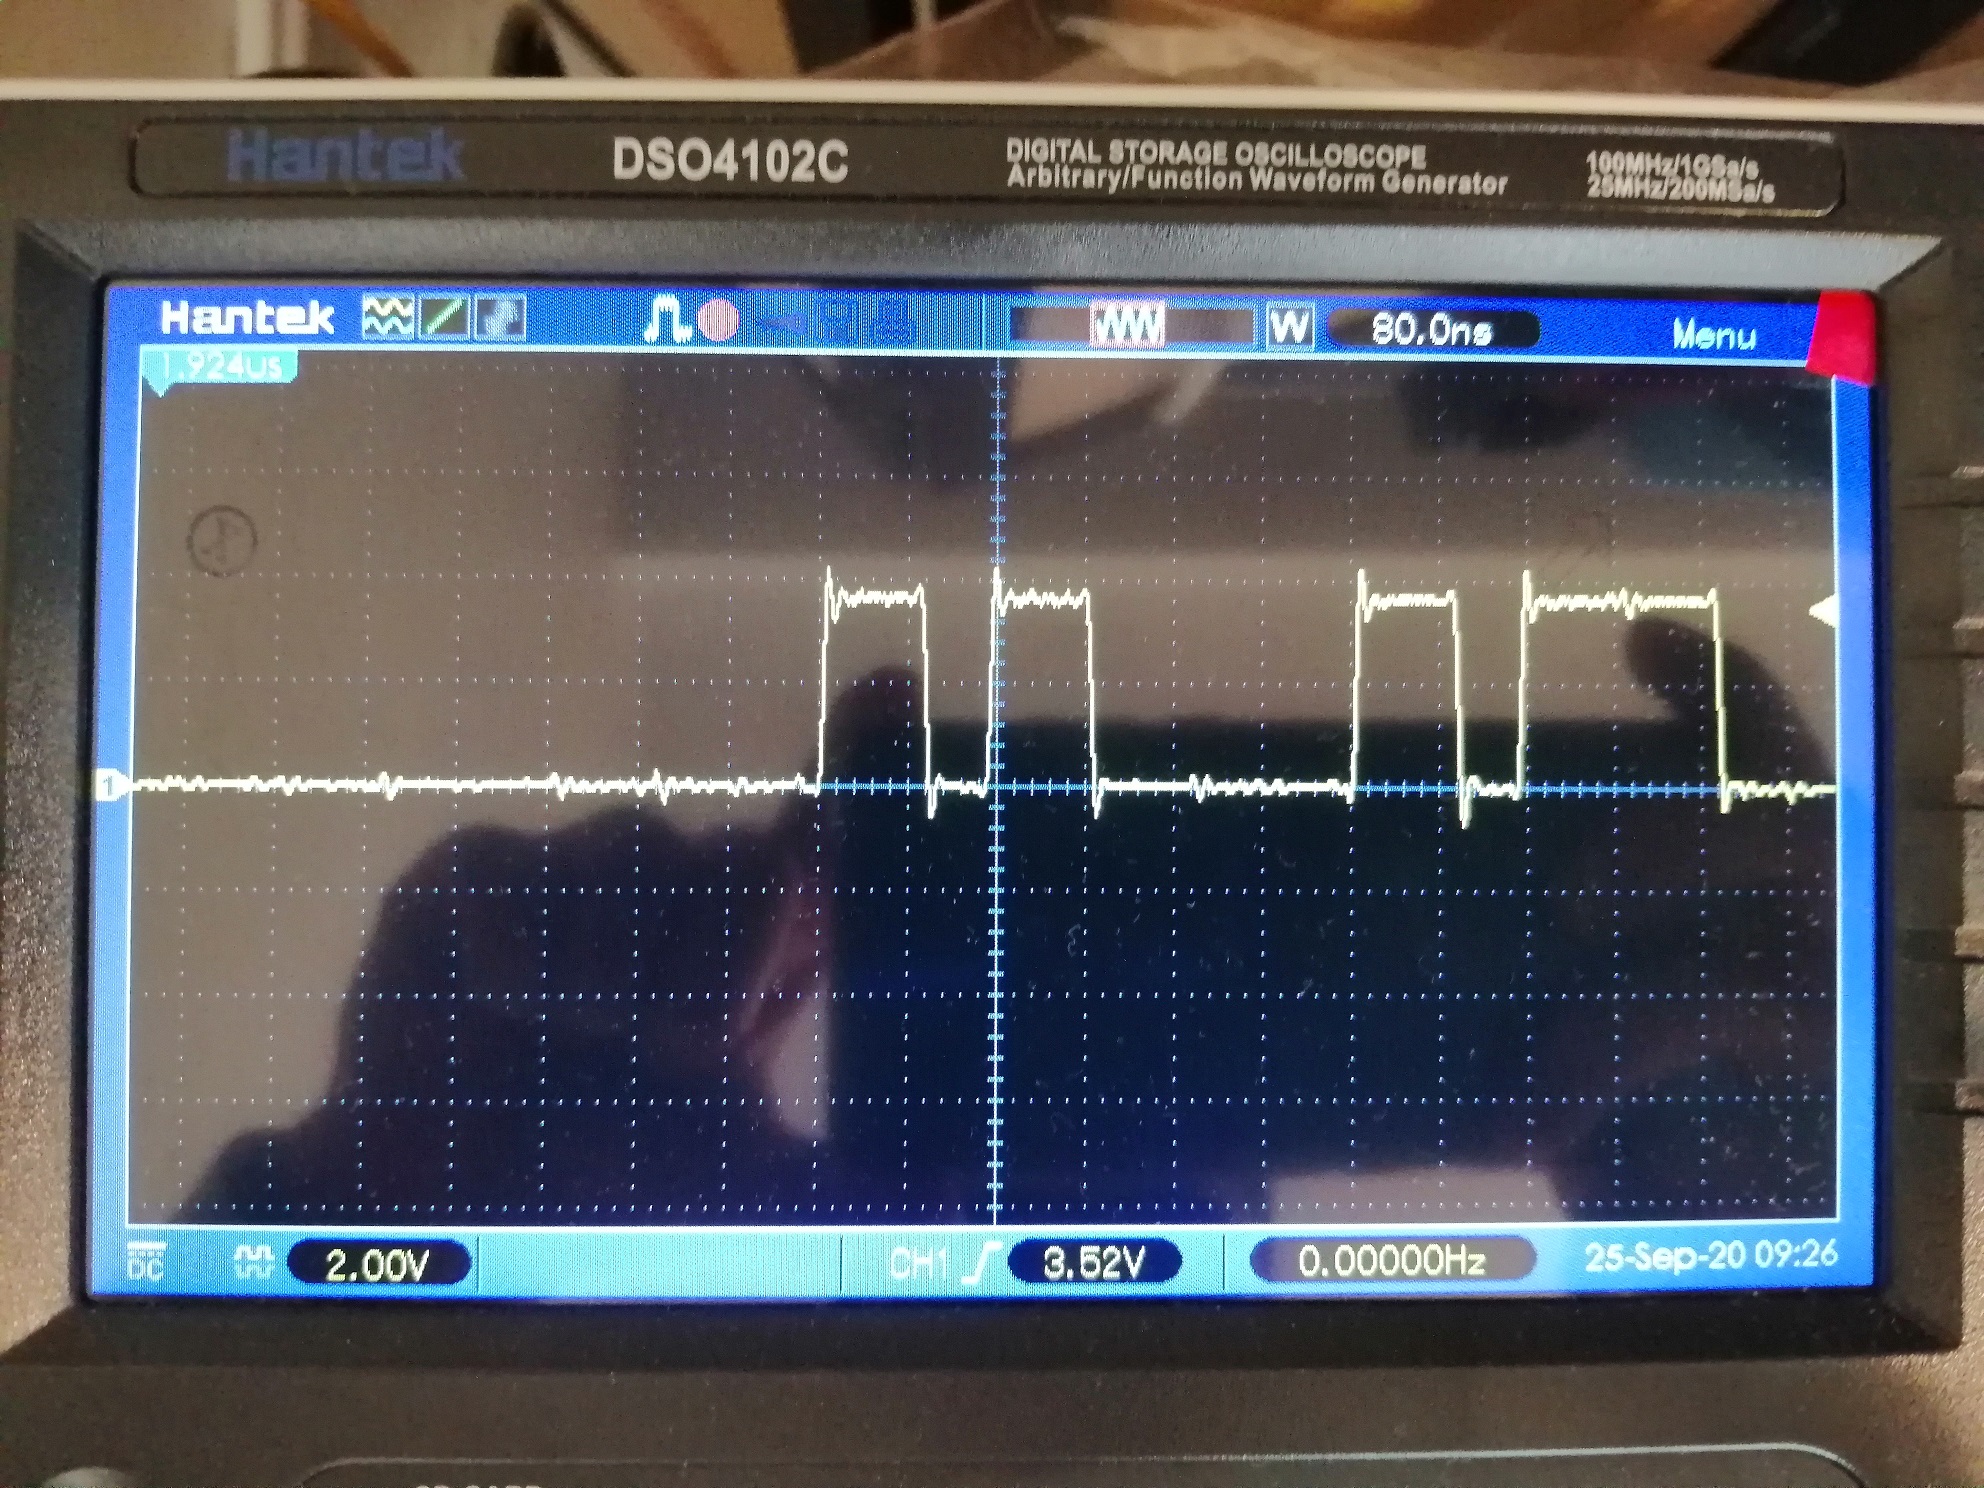 Hantek DSO4102C
DIGITAL STORAGE OSCILLOSCOPE
Arbitrary/Function Waveform Generator
100MHz/1GSa/s
25MHz/200MSa/s
Hantek W 80.0ns Menu
1.924us
1
DC 2.00V CH1 3.52V 0.00000Hz 25-Sep-20 09:26